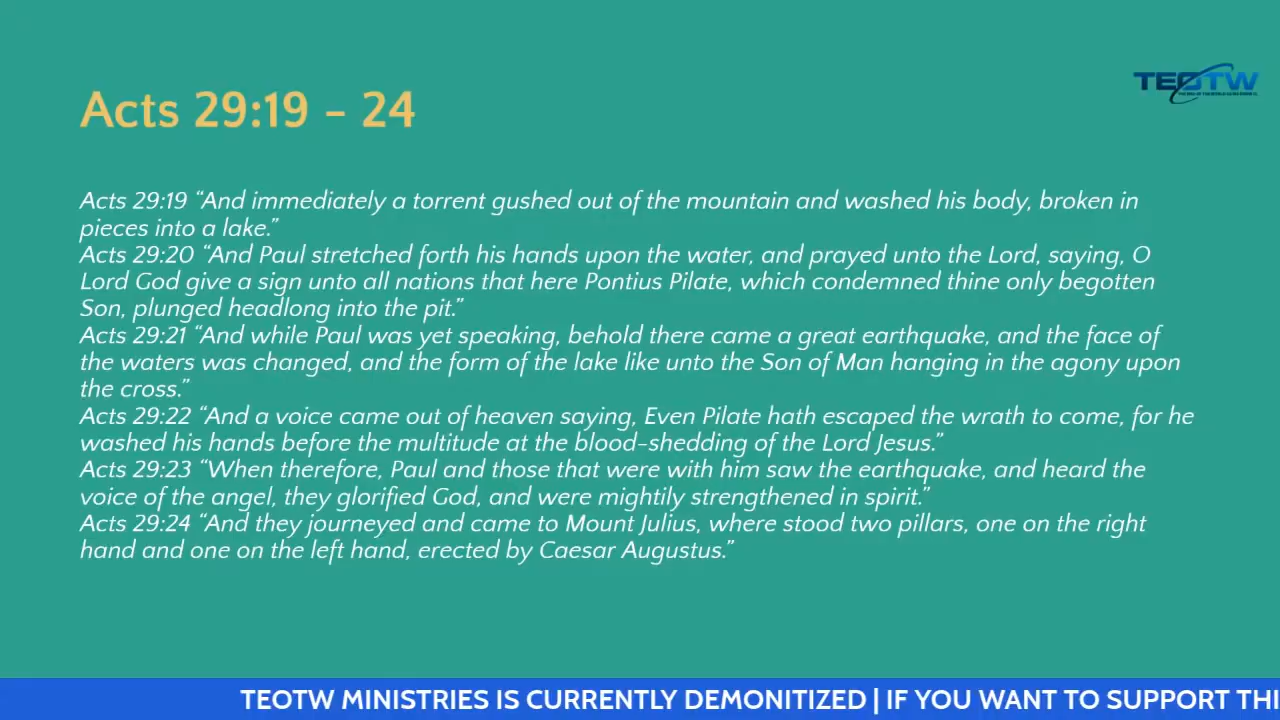 Acts 29:19 - 24
TEOTW
Acts 29:19 “And immediately a torrent gushed out of the mountain and washed his body, broken in
pieces into a lake.”
Acts 29:20 “And Paul stretched forth his hands upon the water, and prayed unto the Lord, saying, O
Lord God give a sign unto all nations that here Pontius Pilate, which condemned thine only begotten
Son, plunged headlong into the pit.”
Acts 29:21 “And while Paul was yet speaking, behold there came a great earthquake, and the face of
the waters was changed, and the form of the lake like unto the Son of Man hanging in the agony upon
the cross.”
Acts 29:22 “And a voice came out of heaven saying, Even Pilate hath escaped the wrath to come, for he
washed his hands before the multitude at the blood-shedding of the Lord Jesus.”
Acts 29:23 “When therefore, Paul and those that were with him saw the earthquake, and heard the
voice of the angel, they glorified God, and were mightily strengthened in spirit.”
Acts 29:24 “And they journeyed and came to Mount Julius, where stood two pillars, one on the right
hand and one on the left hand, erected by Caesar Augustus.”
TEOTW MINISTRIES IS CURRENTLY DEMONITIZED | IF YOU WANT TO SUPPORT THI